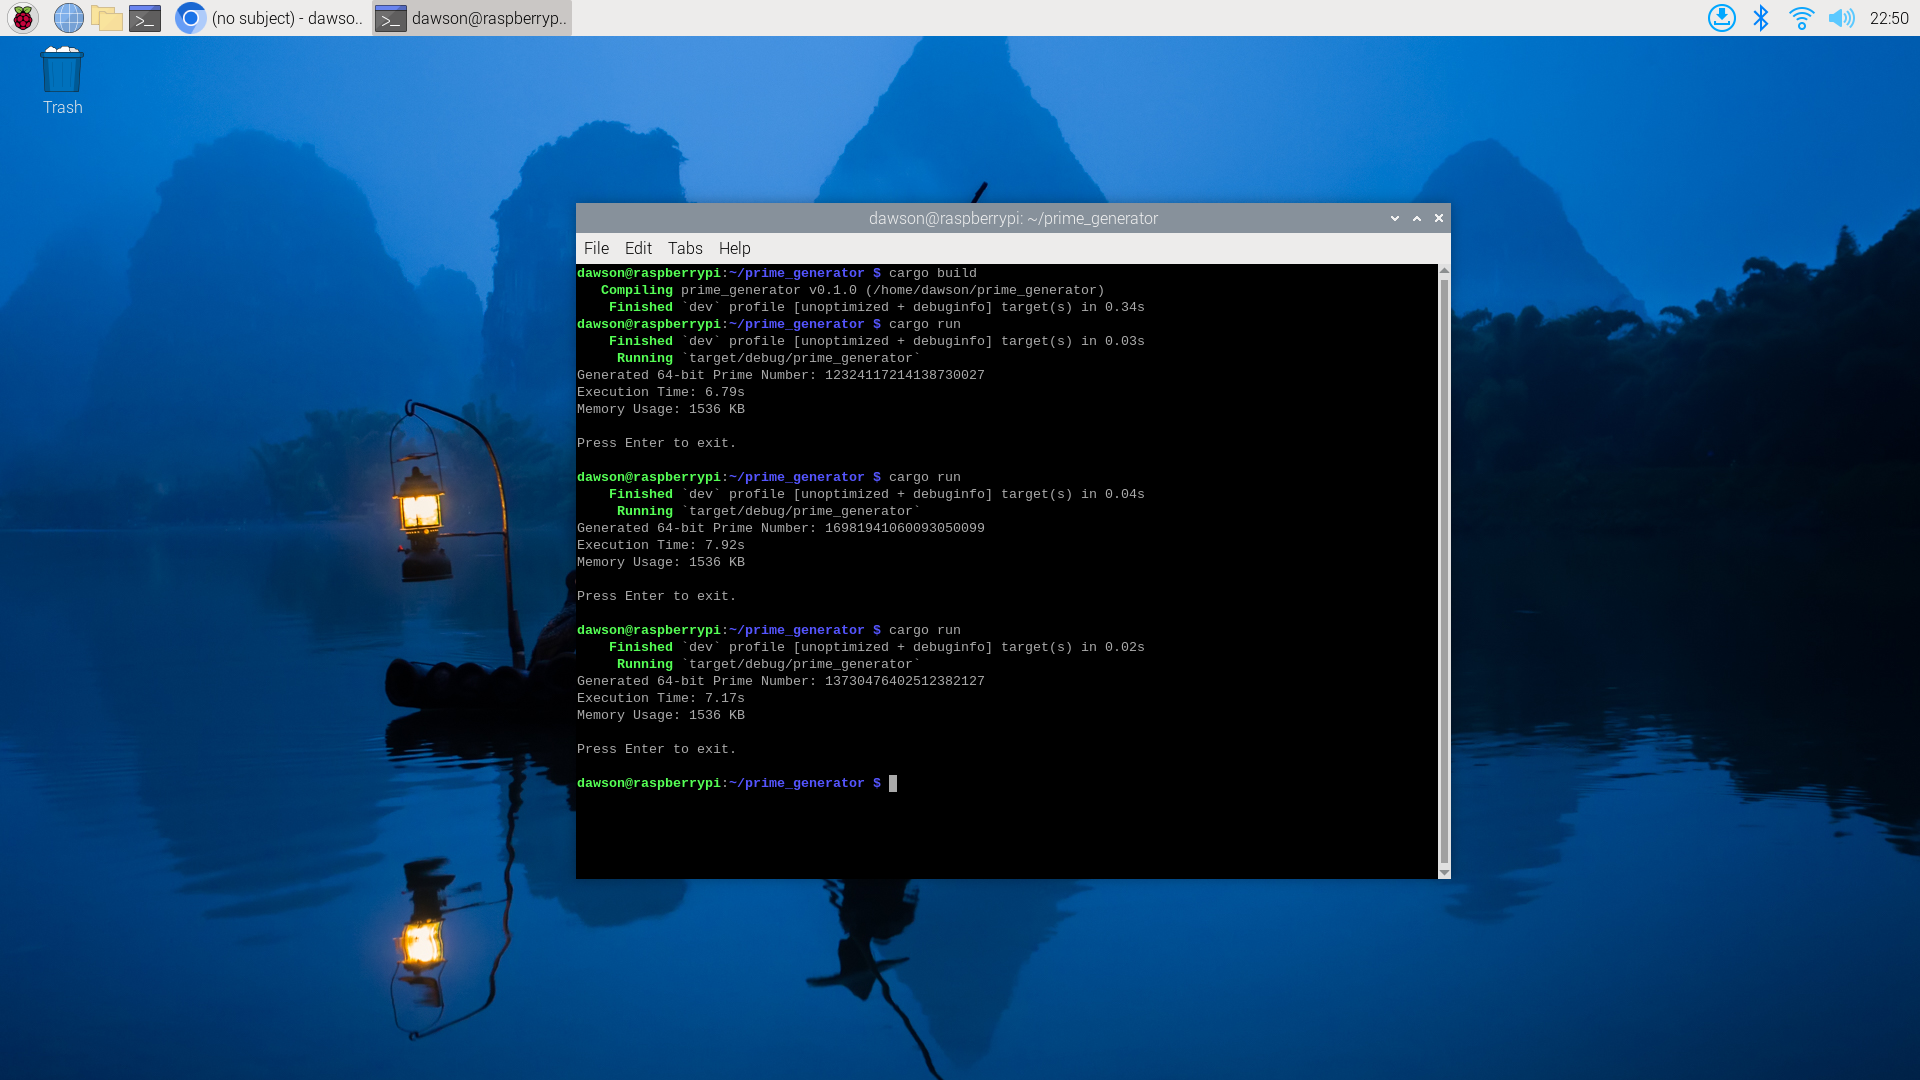 (no subject) - dawso..
dawson@raspberryp..
22:50
Trash
dawson@raspberrypi: ~/prime_generator
File Edit Tabs Help
dawson@raspberrypi:~/prime_generator $ cargo build
   Compiling prime_generator v0.1.0 (/home/dawson/prime_generator)
    Finished `dev` profile [unoptimized + debuginfo] target(s) in 0.34s
dawson@raspberrypi:~/prime_generator $ cargo run
    Finished `dev` profile [unoptimized + debuginfo] target(s) in 0.03s
     Running `target/debug/prime_generator`
Generated 64-bit Prime Number: 12324117214138730027
Execution Time: 6.79s
Memory Usage: 1536 KB
Press Enter to exit.
dawson@raspberrypi:~/prime_generator $ cargo run
    Finished `dev` profile [unoptimized + debuginfo] target(s) in 0.04s
     Running `target/debug/prime_generator`
Generated 64-bit Prime Number: 16981941060093050099
Execution Time: 7.92s
Memory Usage: 1536 KB
Press Enter to exit.
dawson@raspberrypi:~/prime_generator $ cargo run
    Finished `dev` profile [unoptimized + debuginfo] target(s) in 0.02s
     Running `target/debug/prime_generator`
Generated 64-bit Prime Number: 13730476402512382127
Execution Time: 7.17s
Memory Usage: 1536 KB
Press Enter to exit.
dawson@raspberrypi:~/prime_generator $